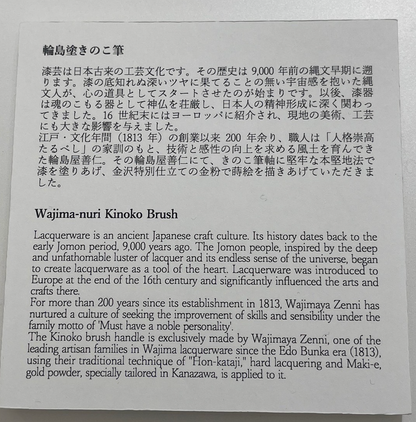 輪島塗きのこ筆
漆芸は日本古来の工芸文化です。その歴史は 9,000 年前の縄文早期に遡
ります。漆の底知れぬ深いツヤに果てることの無い宇宙感を抱いた縄
文人が、心の道具としてスタートさせたのが始まりです。以後、漆器
は魂のこもる器として神仏を荘厳し、日本人の精神形成に深く関わっ
てきました。16 世紀末にはヨーロッパに紹介され、現地の美術、工芸
にも大きな影響を与えました。
江戸・文化年間（1813 年）の創業以来 200 年余り、職人は「人格崇高
たるべし」の家訓のもと、技術と感性の向上を求める風土を育んでき
た輪島屋善仁。その輪島屋善仁にて、きのこ筆軸に堅牢な本堅地法で
漆を塗りあげ、金沢特別仕立ての金粉で蒔絵を描きあげていただきま
した。
Wajima-nuri Kinoko Brush
Lacquerware is an ancient Japanese craft culture. Its history dates back to the
early Jomon period, 9,000 years ago. The Jomon people, inspired by the deep
and unfathomable luster of lacquer and its endless sense of the universe, began
to create lacquerware as a tool of the heart. Lacquerware was introduced to
Europe at the end of the 16th century and significantly influenced the arts and
crafts there.
For more than 200 years since its establishment in 1813, Wajimaya Zenni has
nurtured a culture of seeking the improvement of skills and sensibility under the
family motto of 'Must have a noble personality'.
The Kinoko brush handle is exclusively made by Wajimaya Zenni, one of the
leading artisan families in Wajima lacquerware since the Edo Bunka era (1813),
using their traditional technique of "Hon-kataji," hard lacquering and Maki-e,
gold powder, specially tailored in Kanazawa, is applied to it.